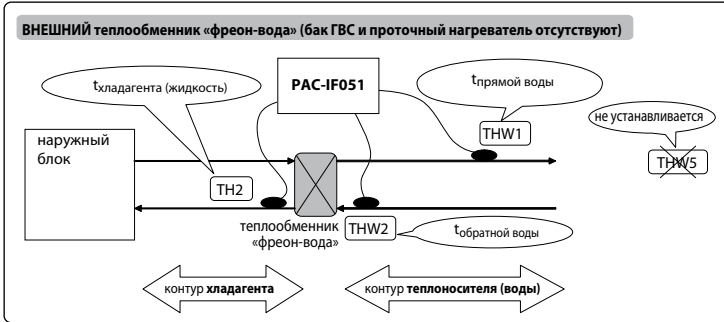 ВНЕШНИЙ теплообменник «фреон-вода» (бак ГВС и проточный нагреватель отсутствуют)
tхладагента (жидкость)
PAC-IF051
tпрямой воды
THW1
не устанавливается
THW5
наружный
блок
TH2
теплообменник
«фреон-вода»
THW2
tобратной воды
контур хладагента
контур теплоносителя (воды)